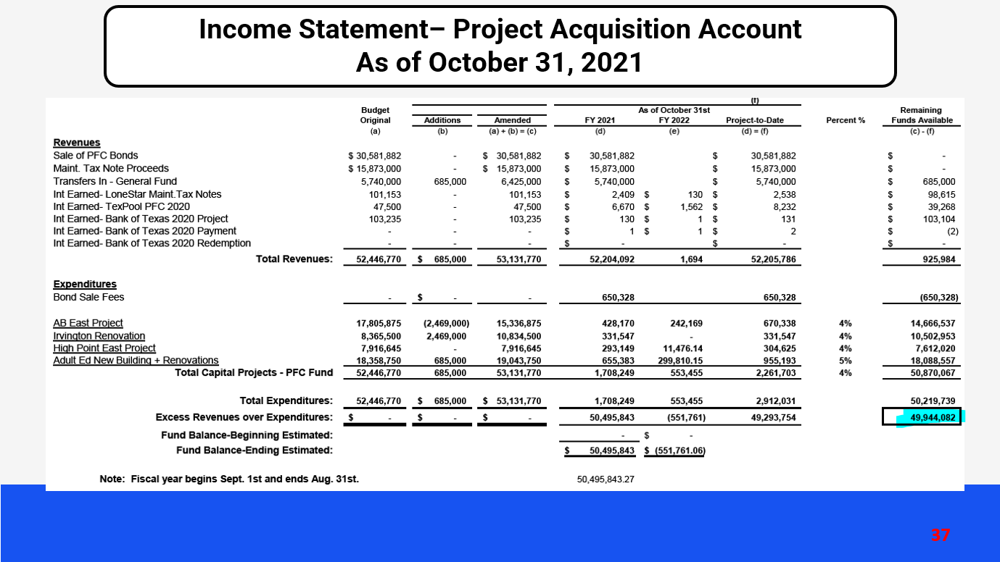 Income Statement– Project Acquisition Account
As of October 31, 2021
(f)
Budget As of October 31st Remaining
Original Additions Amended FY 2021 FY 2022 Project-to-Date Percent % Funds Available
(a) (b) (a) + (b) = (c) (d) (e) (d) = (f) (c) - (f)
Revenues
Sale of PFC Bonds $ 30,581,882 - $ 30,581,882 $ 30,581,882 $ 30,581,882 $ -
Maint. Tax Note Proceeds $ 15,873,000 - $ 15,873,000 $ 15,873,000 $ 15,873,000 $ -
Transfers In - General Fund 5,740,000 685,000 6,425,000 $ 5,740,000 $ 5,740,000 $ 685,000
Int Earned- LoneStar Maint.Tax Notes 101,153 - 101,153 $ 2,409 $ 130 $ 2,538 $ 98,615
Int Earned- TexPool PFC 2020 47,500 - 47,500 $ 6,670 $ 1,562 $ 8,232 $ 39,268
Int Earned- Bank of Texas 2020 Project 103,235 - 103,235 $ 130 $ 1 $ 131 $ 103,104
Int Earned- Bank of Texas 2020 Payment - - - $ 1 $ 1 $ 2 $ (2)
Int Earned- Bank of Texas 2020 Redemption - - - $ - $ - $ -
Total Revenues: 52,446,770 $ 685,000 53,131,770 52,204,092 1,694 52,205,786 925,984
Expenditures
Bond Sale Fees - $ - - 650,328 650,328 (650,328)
AB East Project 17,805,875 (2,469,000) 15,336,875 428,170 242,169 670,338 4% 14,666,537
Irvington Renovation 8,365,500 2,469,000 10,834,500 331,547 - 331,547 4% 10,502,953
High Point East Project 7,916,645 - 7,916,645 293,149 11,476.14 304,625 4% 7,612,020
Adult Ed New Building + Renovations 18,358,750 685,000 19,043,750 655,383 299,810.15 955,193 5% 18,088,557
Total Capital Projects - PFC Fund 52,446,770 685,000 53,131,770 1,708,249 553,455 2,261,703 4% 50,870,067
Total Expenditures: 52,446,770 $ 685,000 $ 53,131,770 1,708,249 553,455 2,912,031 50,219,739
Excess Revenues over Expenditures: $ - $ - $ - 50,495,843 (551,761) 49,293,754 49,944,082
Fund Balance-Beginning Estimated: - $ -
Fund Balance-Ending Estimated: $ 50,495,843 $ (551,761.06)
Note: Fiscal year begins Sept. 1st and ends Aug. 31st. 50,495,843.27
37